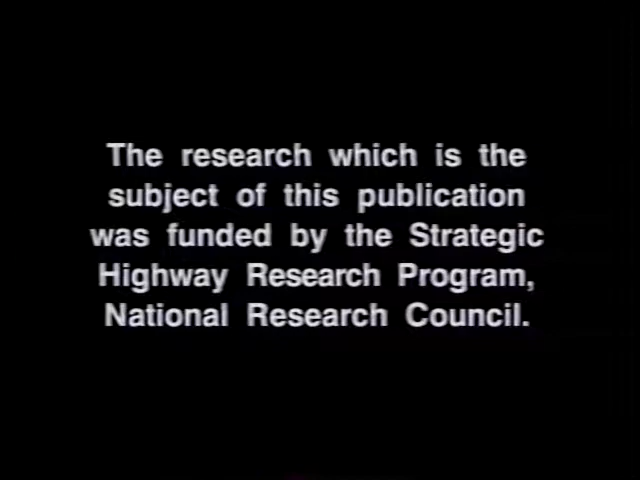 The research which is the
subject of this publication
was funded by the Strategic
Highway Research Program,
National Research Council.